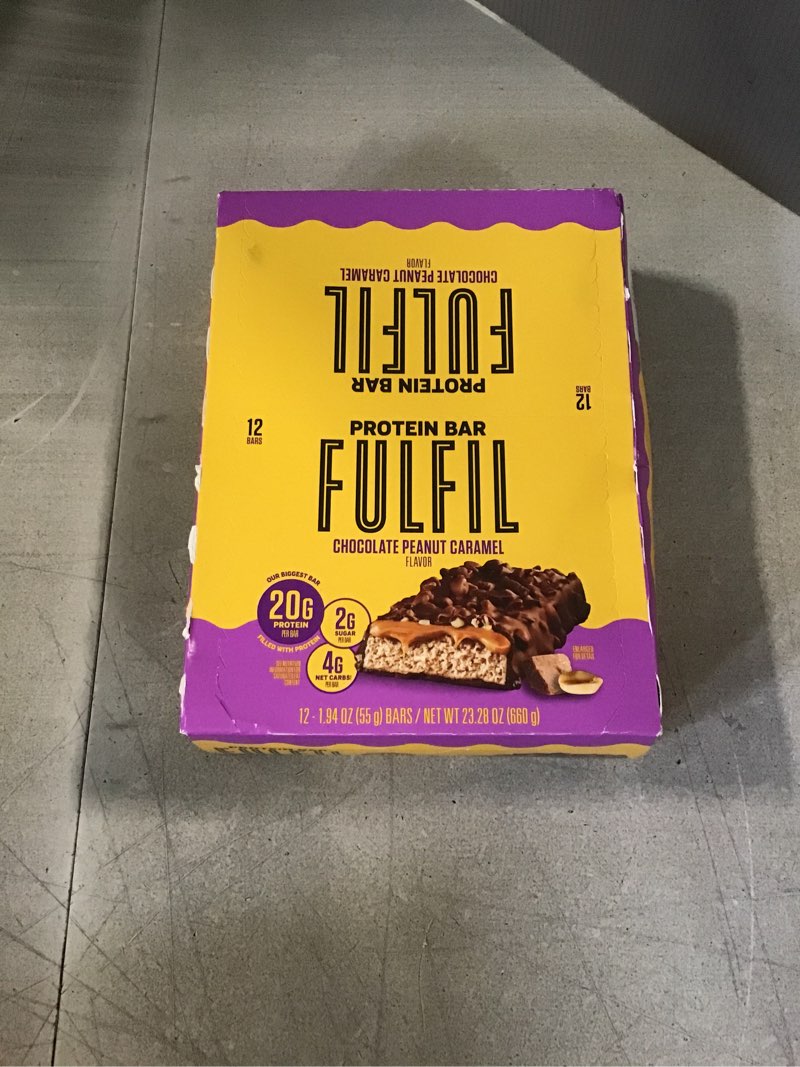 CHOCOLATE PEANUT CARAMEL
FLAVOR
FULFIL
PROTEIN BAR
12
BARS
12
BARS
PROTEIN BAR
FULFIL
CHOCOLATE PEANUT CARAMEL
FLAVOR
OUR BIGGEST BAR
20G
PROTEIN
PER BAR
FILLED WITH PROTEIN
2G
SUGAR
PER BAR
4G
NET CARBS
PER BAR
ENLARGED
FOR DETAIL
12 - 1.94 OZ (55 g) BARS / NET WT 23.28 OZ (660 g)